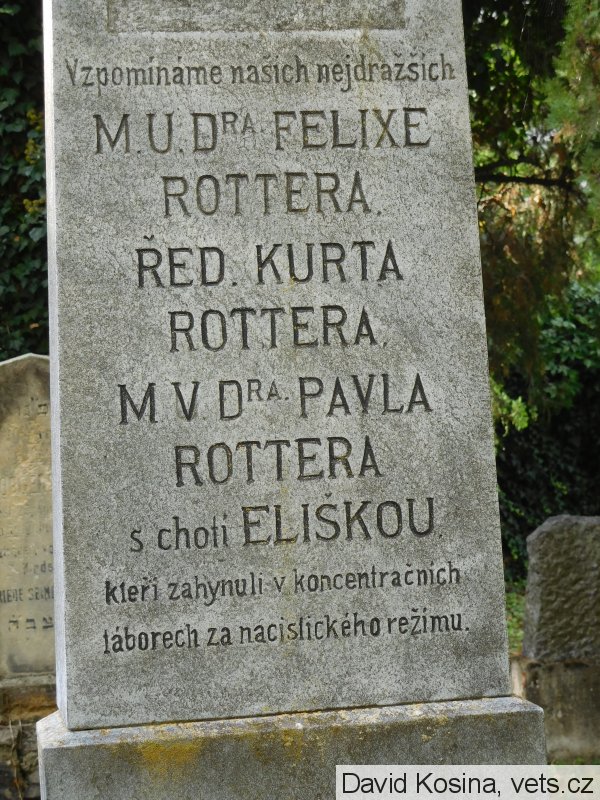 Vzpomínáme našich nejdražších
M.U.DRA. FELIXE
ROTTERA.
ŘED. KURTA
ROTTERA.
M V DRA. PAVLA
ROTTERA
s chotí ELIŠKOU.
kteří zahynuli v koncentračních
táborech za nacistického režimu.
David Kosina, vets.cz